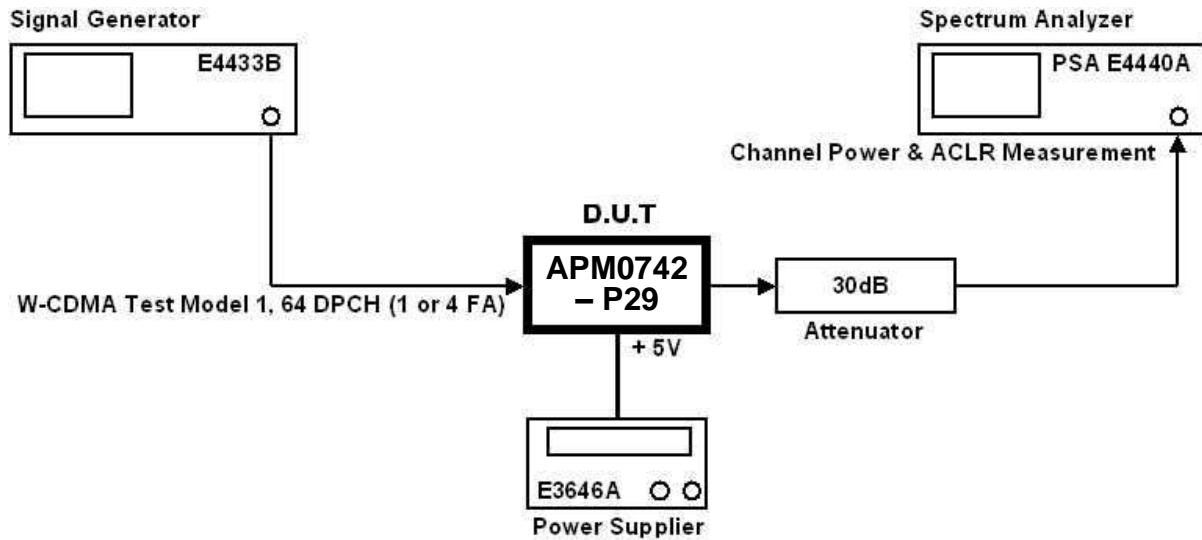 Signal Generator
E4433B
Spectrum Analyzer
PSA E4440A
Channel Power & ACLR Measurement
D.U.T
APM0742
– P29
W-CDMA Test Model 1, 64 DPCH (1 or 4 FA)
30dB
Attenuator
+ 5V
E3646A
Power Supplier